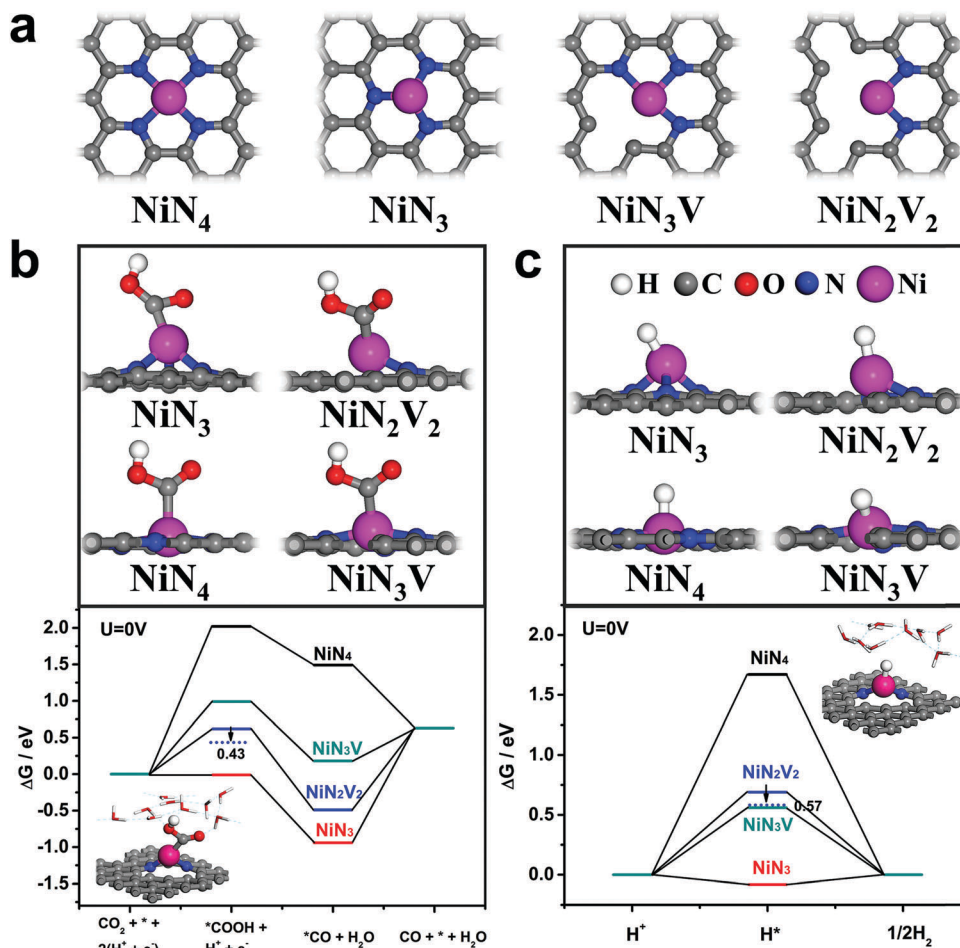 a
NiN₄ NiN₃ NiN₃V NiN₂V₂
b
NiN₃ NiN₂V₂
NiN₄ NiN₃V
U=0V
ΔG / eV
2.0
1.5
1.0
0.5
0.0
-0.5
-1.0
-1.5
NiN₄
NiN₃V
0.43
NiN₂V₂
NiN₃
CO₂ + * +
2(H⁺ + e⁻)
*COOH +
H⁺ + e⁻
*CO + H₂O
CO + * + H₂O
c
H C O N Ni
NiN₃ NiN₂V₂
NiN₄ NiN₃V
U=0V
ΔG / eV
2.0
1.5
1.0
0.5
0.0
NiN₄
NiN₂V₂
0.57
NiN₃V
NiN₃
H⁺
H*
1/2H₂